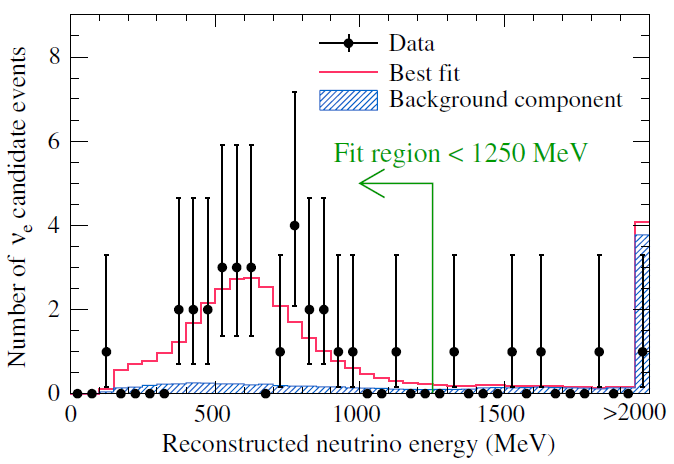 Number of νe candidate events
8
6
4
2
0
Data
Best fit
Background component
Fit region < 1250 MeV
0
500
1000
1500
>2000
Reconstructed neutrino energy (MeV)